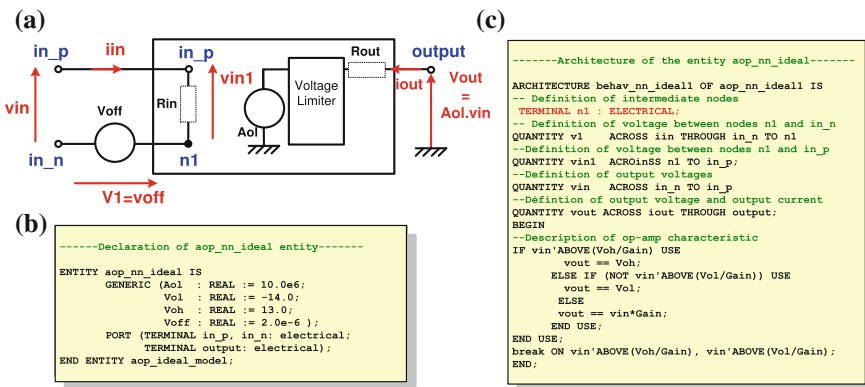 (a)
in_p
iin
in_p
vin
vin1
Rin
Voff
in_n
n1
V1=voff
Aol
Voltage
Limiter
Rout
output
iout
Vout
=
Aol.vin
(b)
------Declaration of aop_nn_ideal entity-------
ENTITY aop_nn_ideal IS
GENERIC (Aol : REAL := 10.0e6;
Vol : REAL := -14.0;
Voh : REAL := 13.0;
Voff : REAL := 2.0e-6 );
PORT (TERMINAL in_p, in_n: electrical;
TERMINAL output: electrical);
END ENTITY aop_ideal_model;
(c)
-------Architecture of the entity aop_nn_ideal-------
ARCHITECTURE behav_nn_ideal1 OF aop_nn_ideal1 IS
-- Definition of intermediate nodes
TERMINAL n1 : ELECTRICAL;
-- Definition of voltage between nodes n1 and in_n
QUANTITY v1 ACROSS iin THROUGH in_n TO n1
--Definition of voltage between nodes n1 and in_p
QUANTITY vin1 ACROinSS n1 TO in_p;
--Definition of output voltages
QUANTITY vin ACROSS in_n TO in_p
--Définition of output voltage and output current
QUANTITY vout ACROSS iout THROUGH output;
BEGIN
--Description of op-amp characteristic
IF vin'ABOVE(Voh/Gain) USE
vout == Voh;
ELSE IF (NOT vin'ABOVE(Vol/Gain)) USE
vout == Vol;
ELSE
vout == vin*Gain;
END USE;
END USE;
break ON vin'ABOVE(Voh/Gain), vin'ABOVE(Vol/Gain);
END;